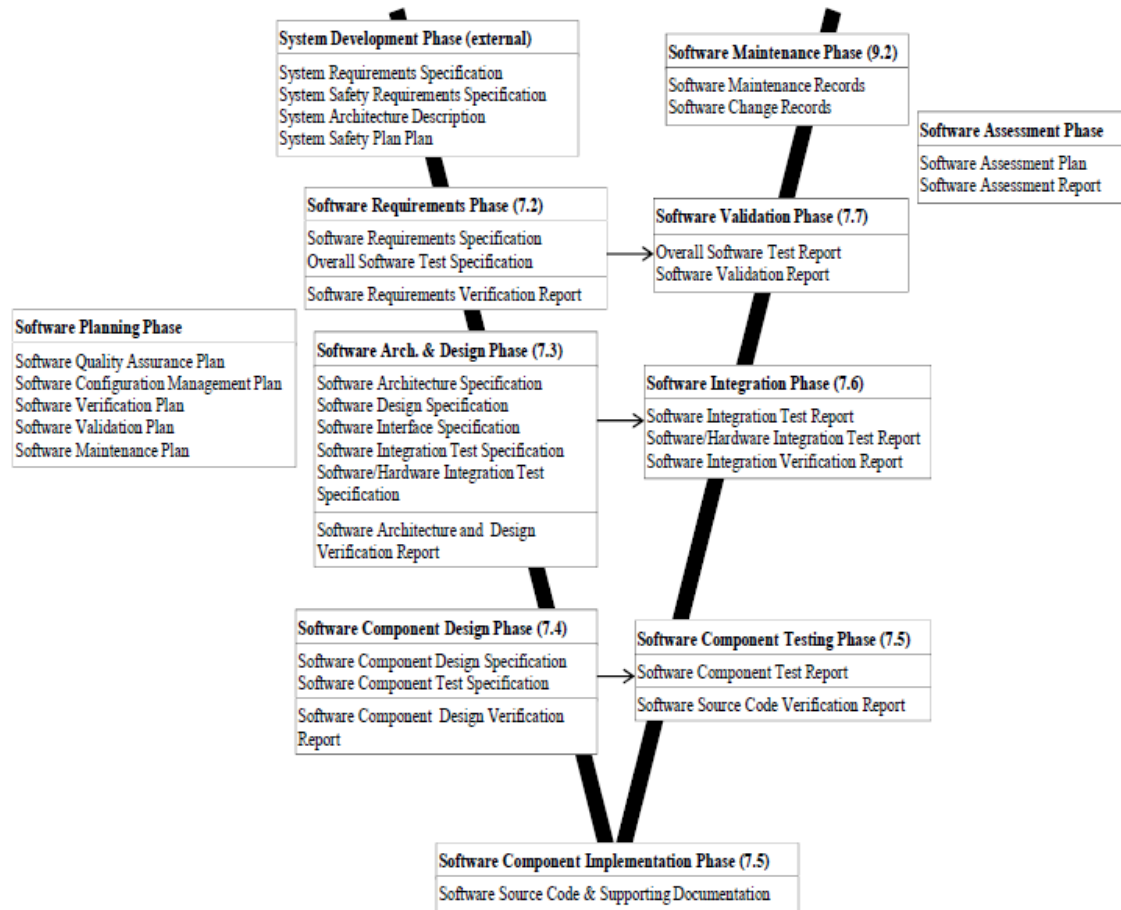 System Development Phase (external)
System Requirements Specification
System Safety Requirements Specification
System Architecture Description
System Safety Plan Plan
Software Maintenance Phase (9.2)
Software Maintenance Records
Software Change Records
Software Assessment Phase
Software Assessment Plan
Software Assessment Report
Software Requirements Phase (7.2)
Software Requirements Specification
Overall Software Test Specification
Software Requirements Verification Report
Software Validation Phase (7.7)
Overall Software Test Report
Software Validation Report
Software Planning Phase
Software Quality Assurance Plan
Software Configuration Management Plan
Software Verification Plan
Software Validation Plan
Software Maintenance Plan
Software Arch. & Design Phase (7.3)
Software Architecture Specification
Software Design Specification
Software Interface Specification
Software Integration Test Specification
Software/Hardware Integration Test
Specification
Software Architecture and Design
Verification Report
Software Integration Phase (7.6)
Software Integration Test Report
Software/Hardware Integration Test Report
Software Integration Verification Report
Software Component Design Phase (7.4)
Software Component Design Specification
Software Component Test Specification
Software Component Design Verification
Report
Software Component Testing Phase (7.5)
Software Component Test Report
Software Source Code Verification Report
Software Component Implementation Phase (7.5)
Software Source Code & Supporting Documentation